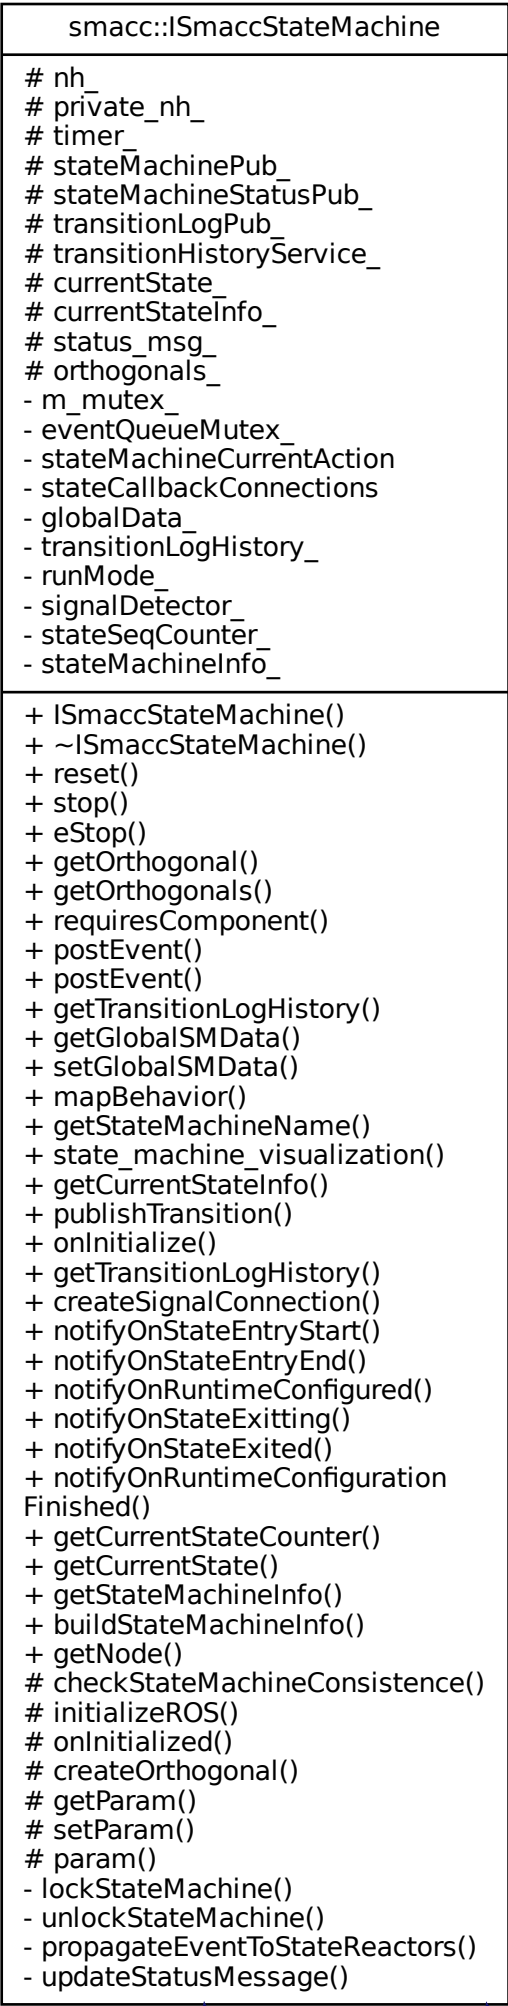 smacc::ISmaccStateMachine
# nh_
# private_nh_
# timer_
# stateMachinePub_
# stateMachineStatusPub_
# transitionLogPub_
# transitionHistoryService_
# currentState_
# currentStateInfo_
# status_msg_
# orthogonals_
- m_mutex_
- eventQueueMutex_
- stateMachineCurrentAction
- stateCallbackConnections
- globalData_
- transitionLogHistory_
- runMode_
- signalDetector_
- stateSeqCounter_
- stateMachineInfo_
+ ISmaccStateMachine()
+ ~ISmaccStateMachine()
+ reset()
+ stop()
+ eStop()
+ getOrthogonal()
+ getOrthogonals()
+ requiresComponent()
+ postEvent()
+ postEvent()
+ getTransitionLogHistory()
+ getGlobalSMData()
+ setGlobalSMData()
+ mapBehavior()
+ getStateMachineName()
+ state_machine_visualization()
+ getCurrentStateInfo()
+ publishTransition()
+ onInitialize()
+ getTransitionLogHistory()
+ createSignalConnection()
+ notifyOnStateEntryStart()
+ notifyOnStateEntryEnd()
+ notifyOnRuntimeConfigured()
+ notifyOnStateExitting()
+ notifyOnStateExited()
+ notifyOnRuntimeConfiguration
Finished()
+ getCurrentStateCounter()
+ getCurrentState()
+ getStateMachineInfo()
+ buildStateMachineInfo()
+ getNode()
# checkStateMachineConsistence()
# initializeROS()
# onInitialized()
# createOrthogonal()
# getParam()
# setParam()
# param()
- lockStateMachine()
- unlockStateMachine()
- propagateEventToStateReactors()
- updateStatusMessage()